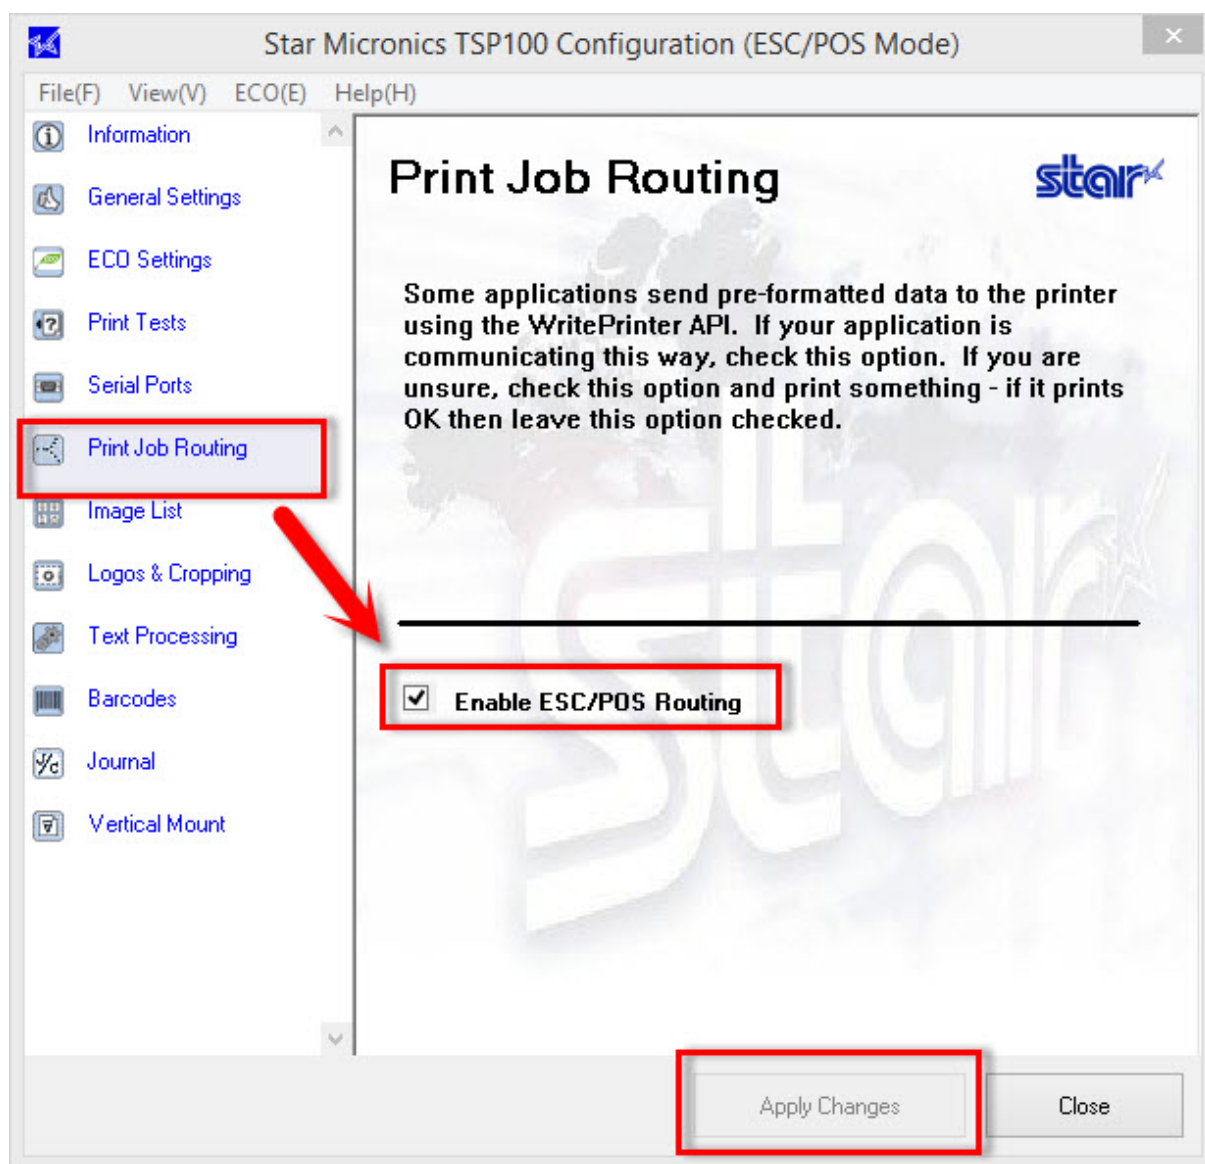 Star Micronics TSP100 Configuration (ESC/POS Mode)
File(F) View(V) ECO(E) Help(H)
Information
General Settings
ECO Settings
Print Tests
Serial Ports
Print Job Routing
Image List
Logos & Cropping
Text Processing
Barcodes
Journal
Vertical Mount
Print Job Routing
star
Some applications send pre-formatted data to the printer
using the WritePrinter API. If your application is
communicating this way, check this option. If you are
unsure, check this option and print something - if it prints
OK then leave this option checked.
star
Enable ESC/POS Routing
Apply Changes
Close